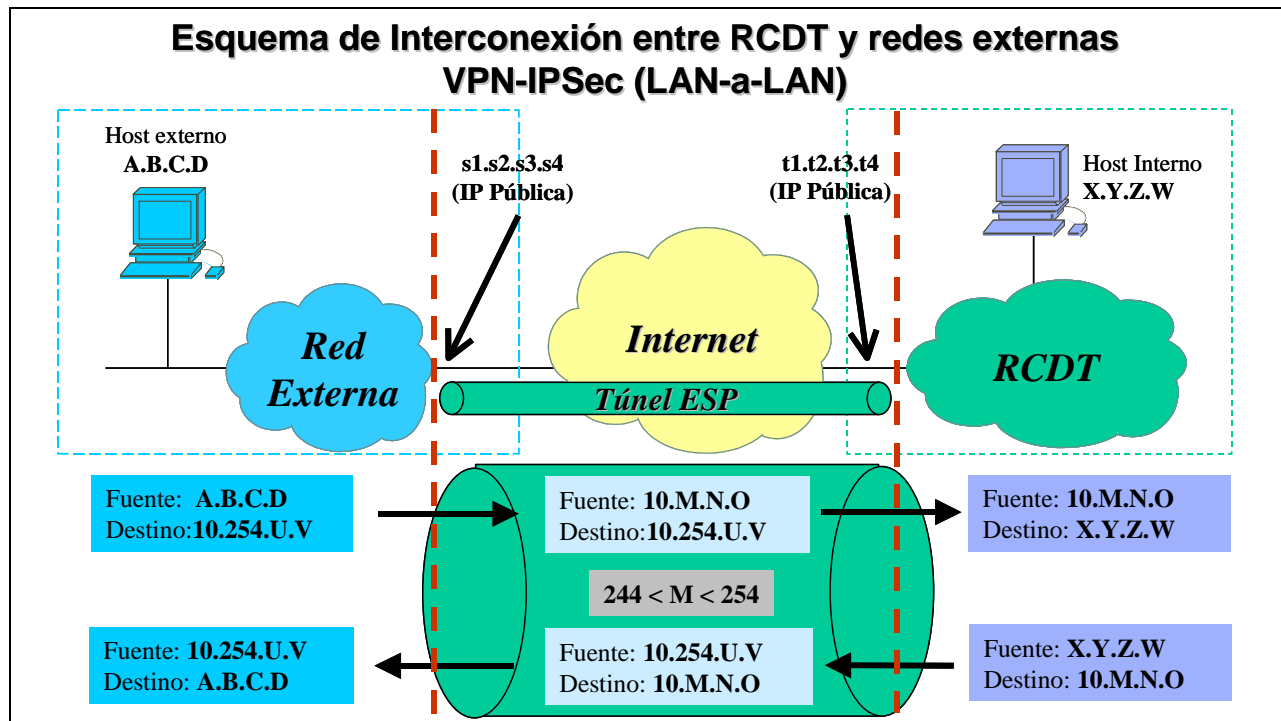 Esquema de Interconexión entre RCDT y redes externas
VPN-IPSec (LAN-a-LAN)
Host externo
A.B.C.D
s1.s2.s3.s4
(IP Pública)
t1.t2.t3.t4
(IP Pública)
Host Interno
X.Y.Z.W
Red
Externa
Internet
RCDT
Túnel ESP
Fuente: A.B.C.D
Destino:10.254.U.V
Fuente: 10.M.N.O
Destino:10.254.U.V
Fuente: 10.M.N.O
Destino: X.Y.Z.W
244 < M < 254
Fuente: 10.254.U.V
Destino: A.B.C.D
Fuente: 10.254.U.V
Destino: 10.M.N.O
Fuente: X.Y.Z.W
Destino: 10.M.N.O